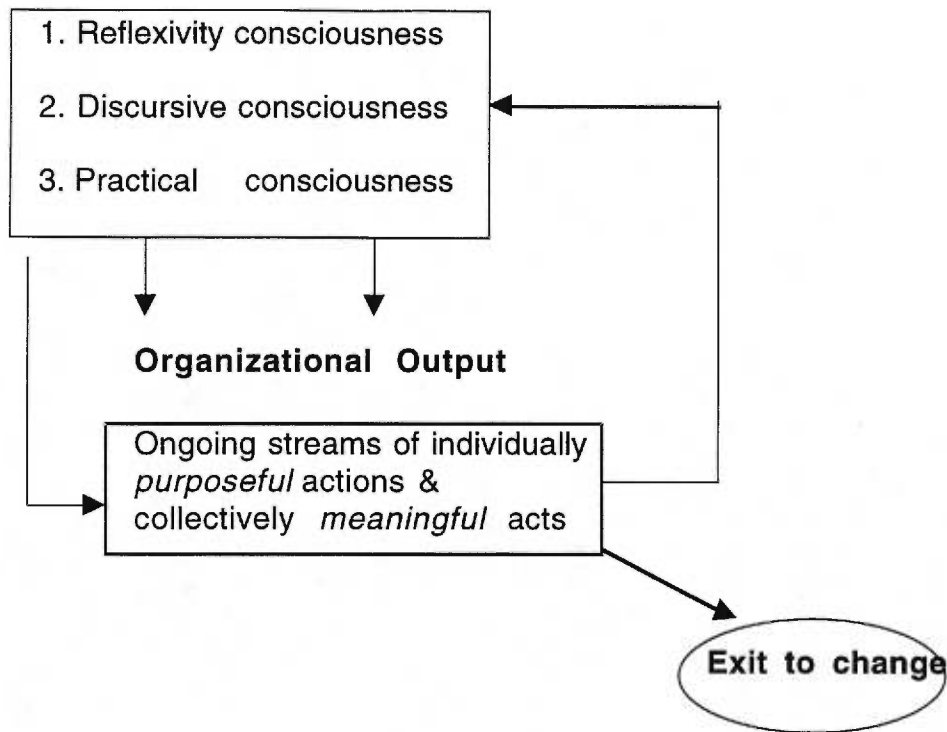 1. Reflexivity consciousness
2. Discursive consciousness
3. Practical consciousness
Organizational Output
Ongoing streams of individually
purposeful actions &
collectively meaningful acts
Exit to change